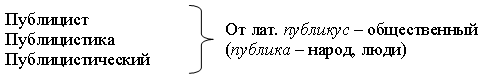 Публицист
Публицистика
Публицистический
От лат. публикус – общественный
(публика – народ, люди)